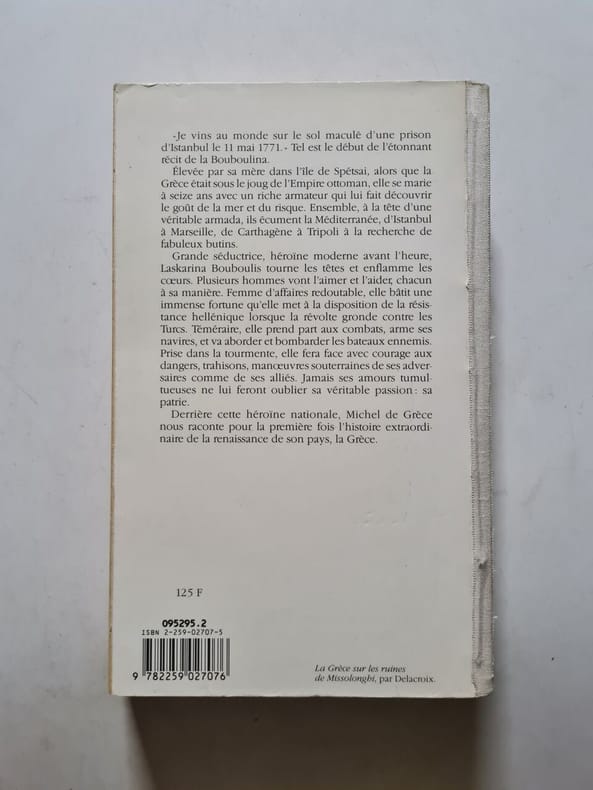 «Je vins au monde sur le sol maculé d'une prison
d'Istanbul le 11 mai 1771.» Tel est le début de l'étonnant
récit de la Bouboulina.
Élevée par sa mère dans l'île de Spétsai, alors que la
Grèce était sous le joug de l'Empire ottoman, elle se marie
à seize ans avec un riche armateur qui lui fait découvrir
le goût de la mer et du risque. Ensemble, à la tête d'une
véritable armada, ils écument la Méditerranée, d'Istanbul
à Marseille, de Carthagène à Tripoli à la recherche de
fabuleux butins.
Grande séductrice, héroïne moderne avant l'heure,
Laskarina Bouboulis tourne les têtes et enflamme les
cœurs. Plusieurs hommes vont l'aimer et l'aider, chacun
à sa manière. Femme d'affaires redoutable, elle bâtit une
immense fortune qu'elle met à la disposition de la résis-
tance hellénique lorsque la révolte gronde contre les
Turcs. Téméraire, elle prend part aux combats, arme ses
navires, et va aborder et bombarder les bateaux ennemis.
Prise dans la tourmente, elle fera face avec courage aux
dangers, trahisons, manœuvres souterraines de ses adver-
saires comme de ses alliés. Jamais ses amours tumul-
tueuses ne lui feront oublier sa véritable passion : sa
patrie.
Derrière cette héroïne nationale, Michel de Grèce
nous raconte pour la première fois l'histoire extraordi-
naire de la renaissance de son pays, la Grèce.
125 F
095295.2
ISBN 2-259-02707-5
9 782259 027076
La Grèce sur les ruines
de Missolonghi, par Delacroix.